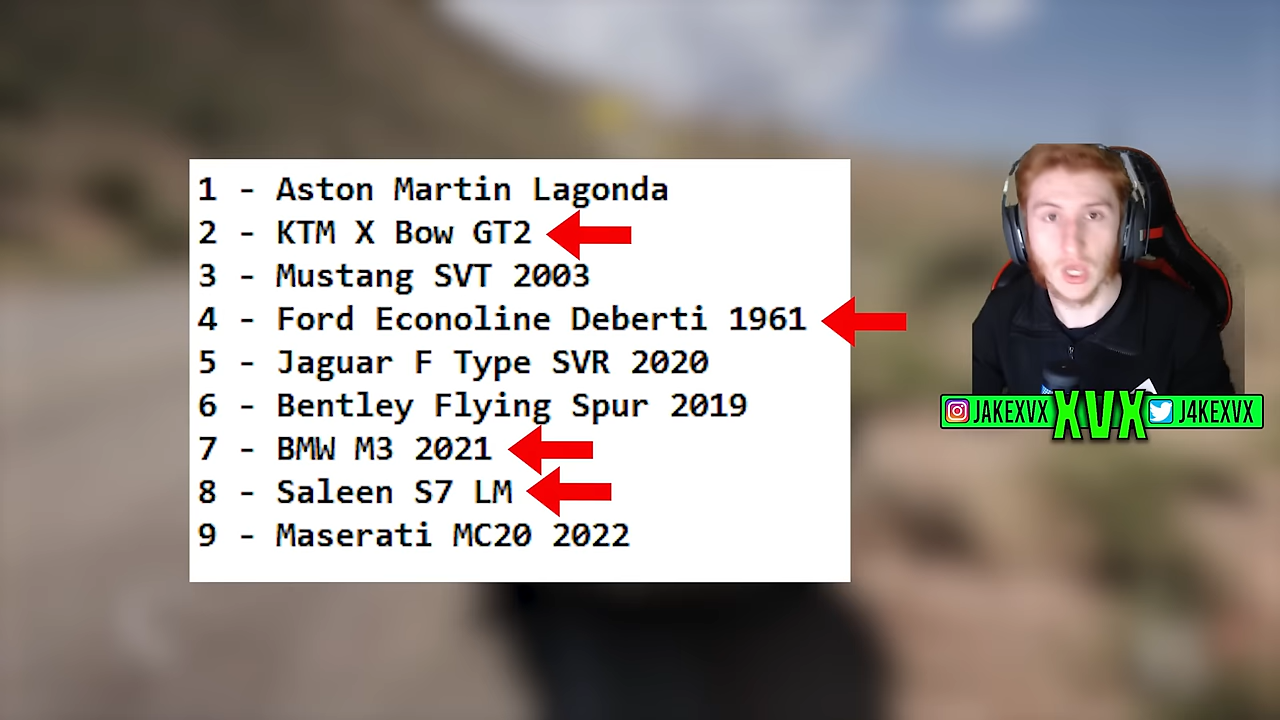 1 - Aston Martin Lagonda
2 - KTM X Bow GT2
3 - Mustang SVT 2003
4 - Ford Econoline Deberti 1961
5 - Jaguar F Type SVR 2020
6 - Bentley Flying Spur 2019
7 - BMW M3 2021
8 - Saleen S7 LM
9 - Maserati MC20 2022
JAKEXVX XVX J4KEXVX